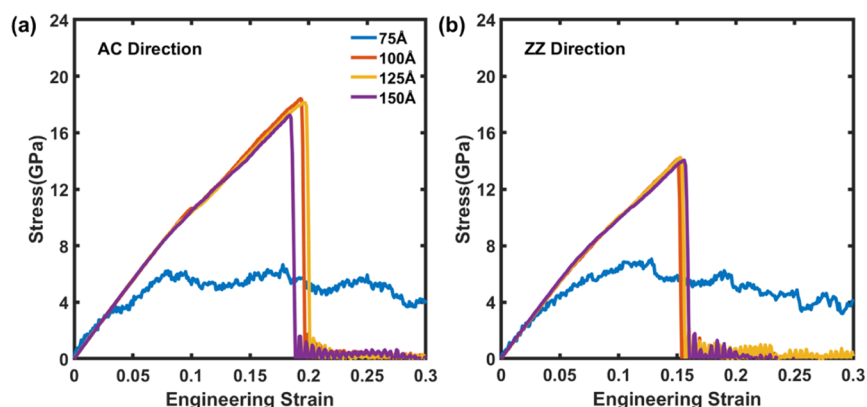 (a)
AC Direction
75Å
100Å
125Å
150Å
Stress(GPa)
24
20
16
12
8
4
0
0 0.05 0.1 0.15 0.2 0.25 0.3
Engineering Strain
(b)
ZZ Direction
Stress(GPa)
24
20
16
12
8
4
0
0 0.05 0.1 0.15 0.2 0.25 0.3
Engineering Strain